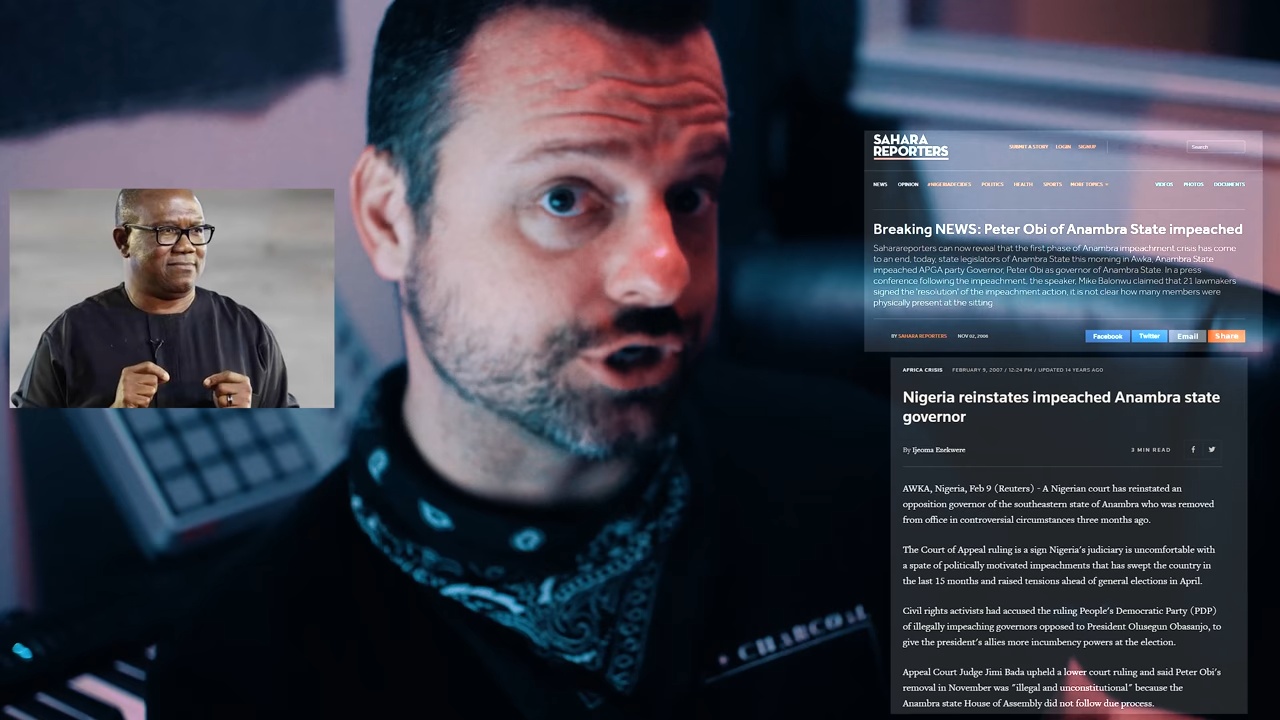 SAHARA
REPORTERS
SUBMIT A STORY LOGIN SIGNUP
Search
NEWS OPINION #NIGERIADECIDES POLITICS HEALTH SPORTS MORE TOPICS VIDEOS PHOTOS DOCUMENTS
Breaking NEWS: Peter Obi of Anambra State impeached
Saharareporters can now reveal that the first phase of Anambra impeachment crisis has come
to an end, today, state legislators of Anambra State this morning in Awka, Anambra State
impeached APGA party Governor, Peter Obi as governor of Anambra State. In a press
conference following the impeachment, the speaker, Mike Balonwu claimed that 21 lawmakers
signed the 'resolution' of the impeachment action, it is not clear how many members were
physically present at the sitting.
BY SAHARA REPORTERS NOV 02, 2006
Facebook Twitter Email Share
AFRICA CRISIS FEBRUARY 9, 2007 / 12:24 PM / UPDATED 14 YEARS AGO
Nigeria reinstates impeached Anambra state
governor
By Ijeoma Ezekwere 3 MIN READ
AWKA, Nigeria, Feb 9 (Reuters) - A Nigerian court has reinstated an
opposition governor of the southeastern state of Anambra who was removed
from office in controversial circumstances three months ago.
The Court of Appeal ruling is a sign Nigeria's judiciary is uncomfortable with
a spate of politically motivated impeachments that has swept the country in
the last 15 months and raised tensions ahead of general elections in April.
Civil rights activists had accused the ruling People's Democratic Party (PDP)
of illegally impeaching governors opposed to President Olusegun Obasanjo, to
give the president's allies more incumbency powers at the election.
Appeal Court Judge Jimi Bada upheld a lower court ruling and said Peter Obi's
removal in November was "illegal and unconstitutional" because the
Anambra state House of Assembly did not follow due process.
CHARCOAL